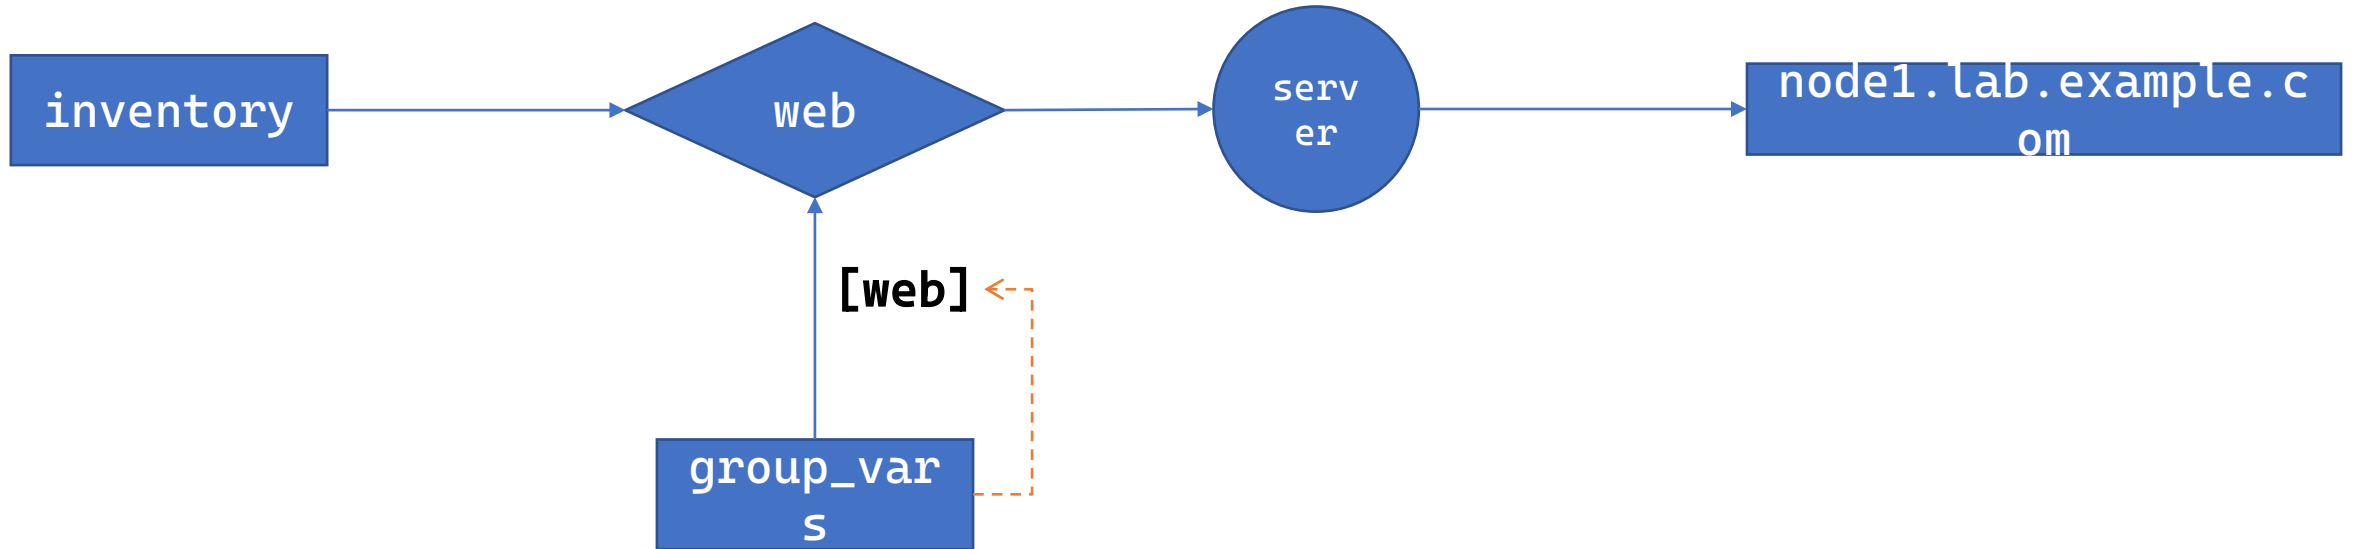 inventory
web
serv
er
node1.lab.example.c
om
[web]
group_var
s